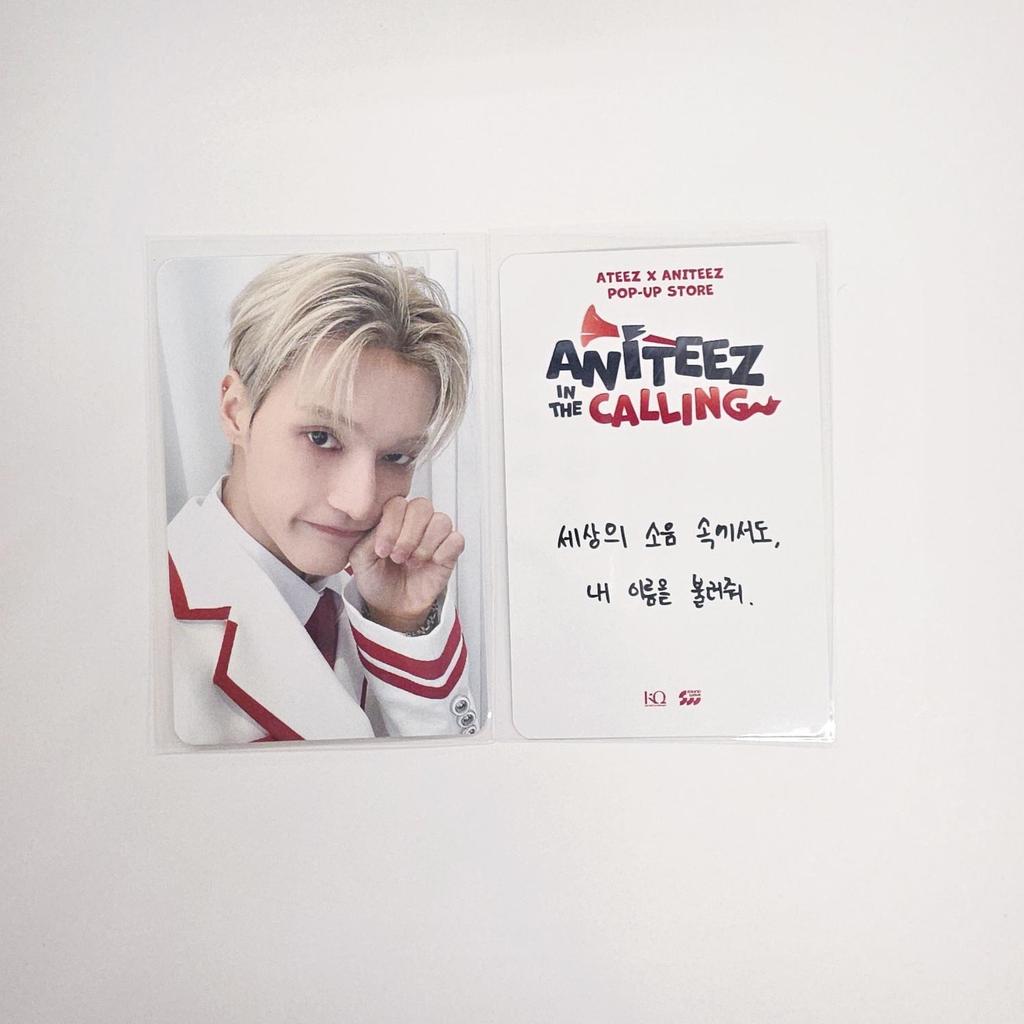 ATEEZ X ANITEEZ
POP-UP STORE
ANITEEZ
IN THE CALLING
세상의 소음 속에서도,
내 이름을 불러줘.
KQ